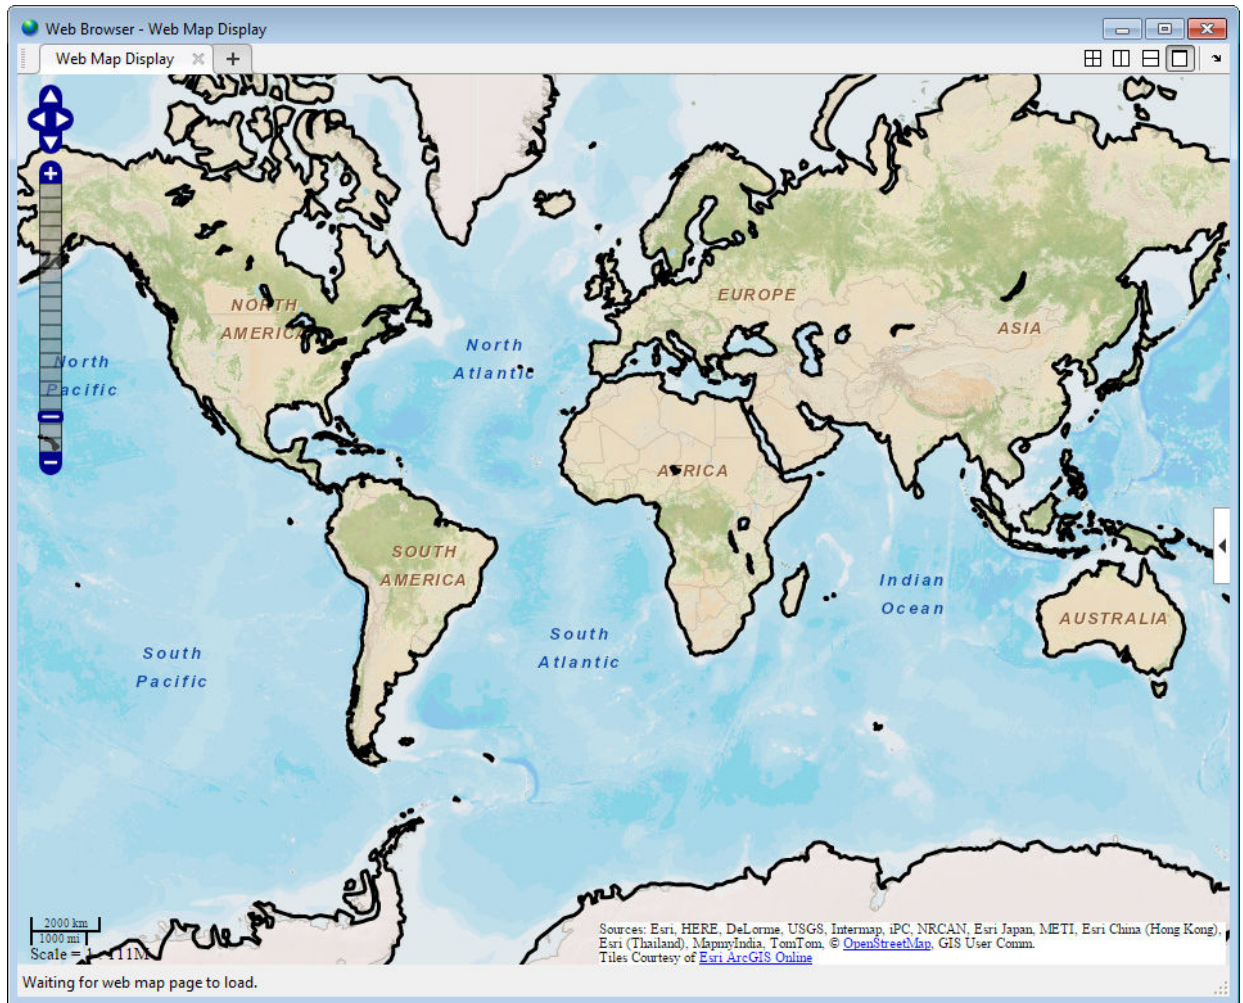 Web Browser - Web Map Display
Web Map Display
NORTH
AMERICA
EUROPE
ASIA
North
Pacific
North
Atlantic
AFRICA
SOUTH
AMERICA
Indian
Ocean
AUSTRALIA
South
Atlantic
South
Pacific
2000 km
1000 mi
Scale = 1 : 111M
Sources: Esri, HERE, DeLorme, USGS, Intermap, iPC, NRCAN, Esri Japan, METI, Esri China (Hong Kong),
Esri (Thailand), MapmyIndia, TomTom, © OpenStreetMap, GIS User Comm.
Tiles Courtesy of Esri ArcGIS Online
Waiting for web map page to load.